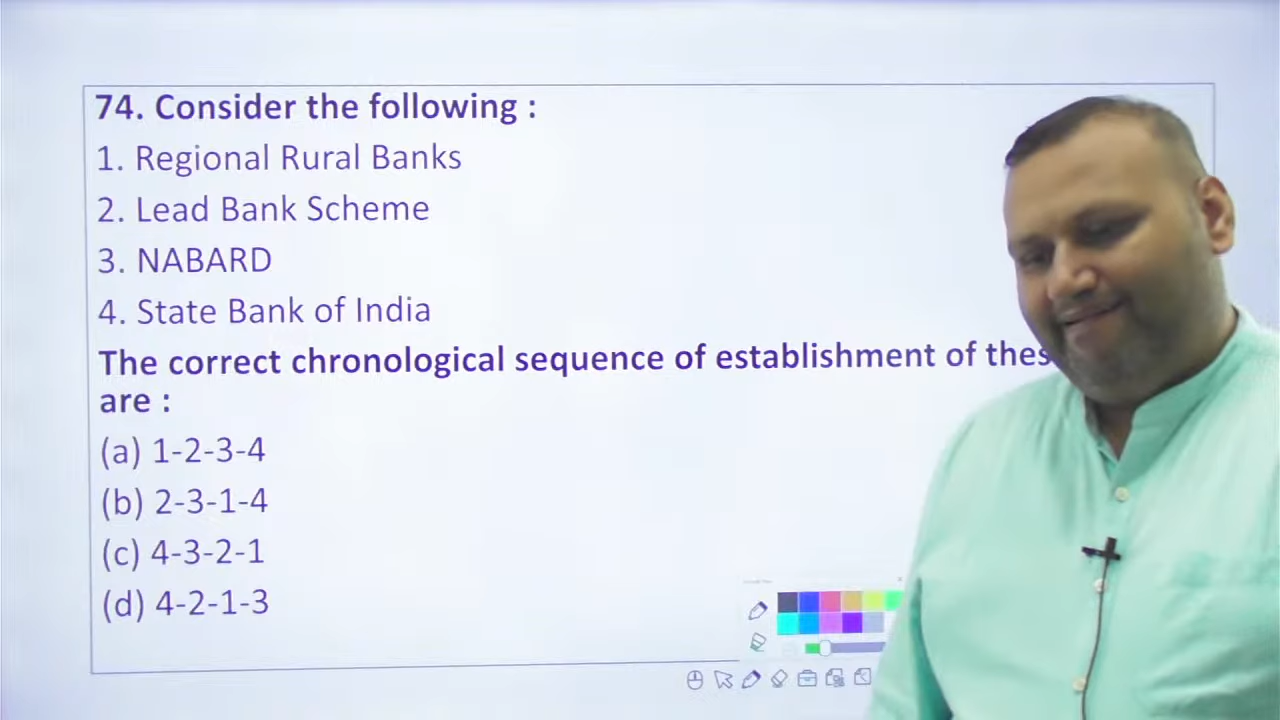 74. Consider the following :
1. Regional Rural Banks
2. Lead Bank Scheme
3. NABARD
4. State Bank of India
The correct chronological sequence of establishment of thes
are :
(a) 1-2-3-4
(b) 2-3-1-4
(c) 4-3-2-1
(d) 4-2-1-3